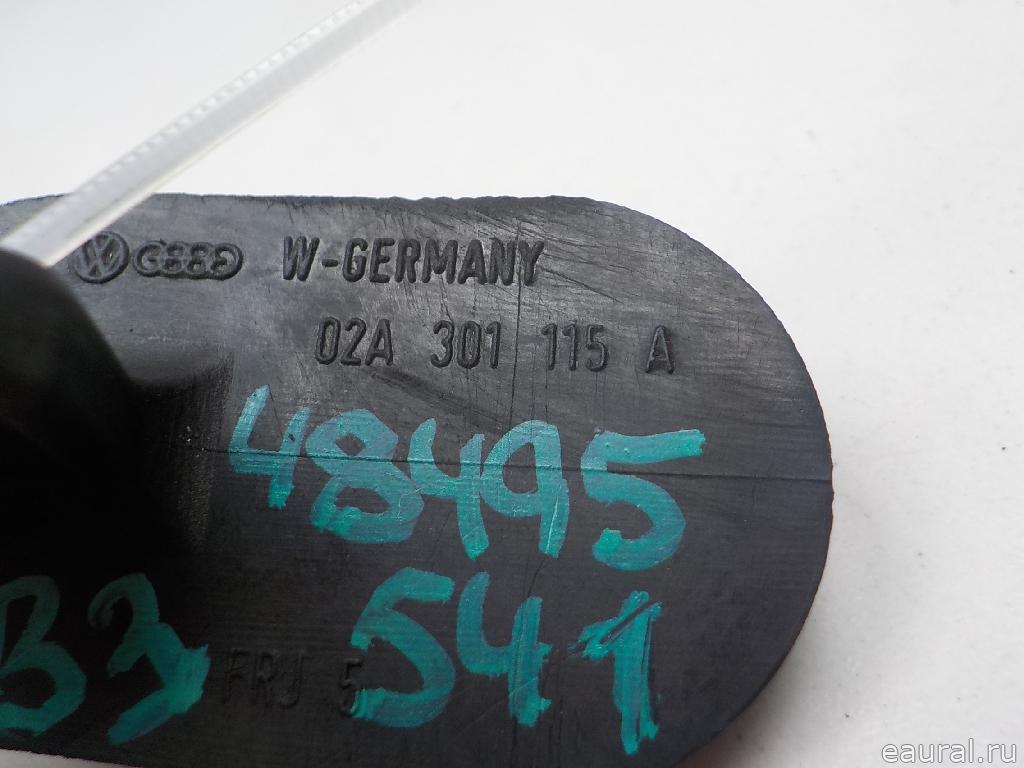 W-GERMANY
02A 301 115 A
48495
541
B3
FRJ 5
eaural.ru